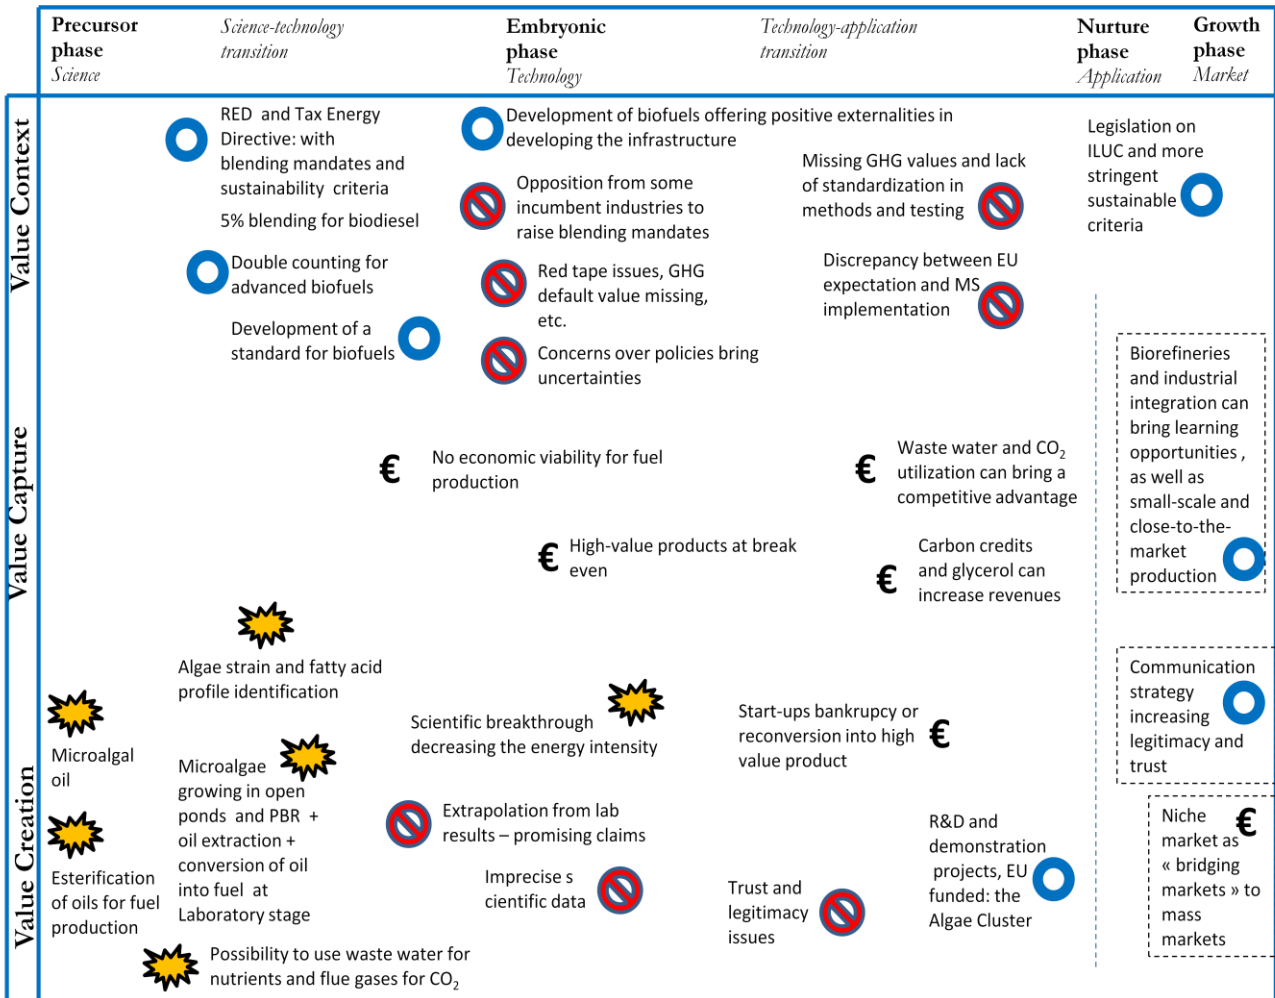 Precursor
phase
Science
Science-technology
transition
Embryonic
phase
Technology
Technology-application
transition
Nurture
phase
Application
Growth
phase
Market
Value Context
RED and Tax Energy
Directive: with
blending mandates and
sustainability criteria
5% blending for biodiesel
Double counting for
advanced biofuels
Development of a
standard for biofuels
Development of biofuels offering positive externalities in
developing the infrastructure
Opposition from some
incumbent industries to
raise blending mandates
Red tape issues, GHG
default value missing,
etc.
Concerns over policies bring
uncertainties
Missing GHG values and lack
of standardization in
methods and testing
Discrepancy between EU
expectation and MS
implementation
Legislation on
ILUC and more
stringent
sustainable
criteria
Value Capture
€
No economic viability for fuel
production
€
High-value products at break
even
€
Waste water and CO₂
utilization can bring a
competitive advantage
€
Carbon credits
and glycerol can
increase revenues
Biorefineries
and industrial
integration can
bring learning
opportunities ,
as well as
small-scale and
close-to-the-
market
production
Value Creation
Microalgal
oil
Esterification
of oils for fuel
production
Algae strain and fatty acid
profile identification
Microalgae
growing in open
ponds and PBR +
oil extraction +
conversion of oil
into fuel at
Laboratory stage
Possibility to use waste water for
nutrients and flue gases for CO₂
Scientific breakthrough
decreasing the energy intensity
Extrapolation from lab
results – promising claims
Imprecise s
cientific data
Start-ups bankrupcy or
reconversion into high
value product
€
Trust and
legitimacy
issues
R&D and
demonstration
projects, EU
funded: the
Algae Cluster
Communication
strategy
increasing
legitimacy and
trust
Niche
market as
« bridging
markets » to
mass
markets
€